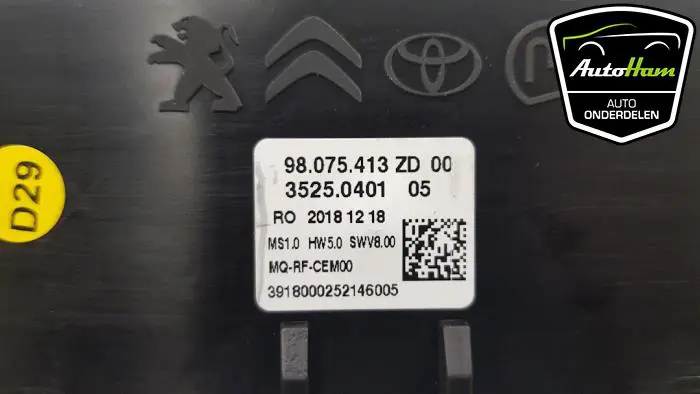 AutoHam
AUTO
ONDERDELEN
D29
98.075.413 ZD 00
3525.0401 05
RO 2018 12 18
MS1.0 HW5.0 SWV8.00
MQ-RF-CEM00
3918000252146005